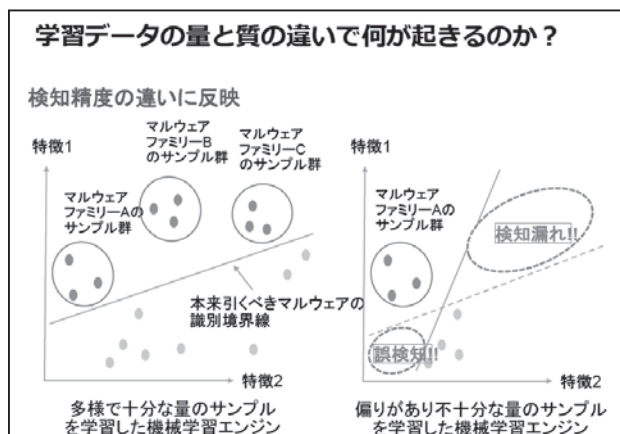 学習データの量と質の違いで何が起きるのか？
検知精度の違いに反映
特徴1
マルウェア
ファミリーAの
サンプル群
マルウェア
ファミリーB
のサンプル群
マルウェア
ファミリーC
のサンプル群
本来引くべきマルウェアの
識別境界線
特徴2
多様で十分な量のサンプル
を学習した機械学習エンジン
特徴1
マルウェア
ファミリーAの
サンプル群
検知漏れ!!
誤検知!!
特徴2
偏りがあり不十分な量のサンプル
を学習した機械学習エンジン